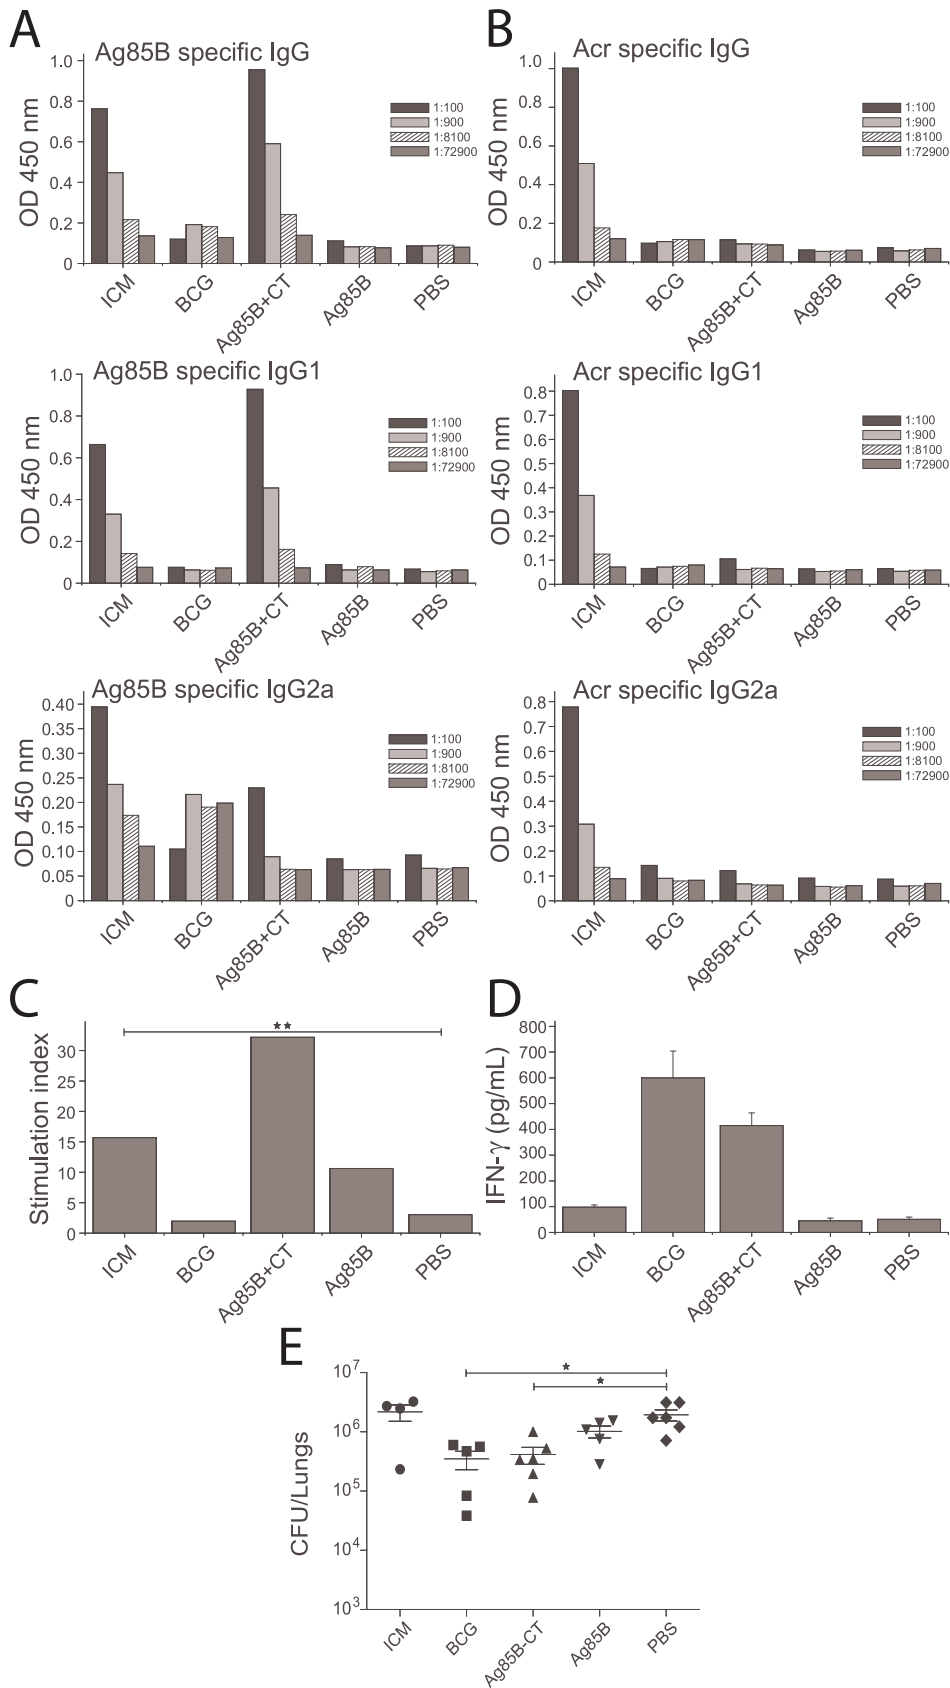 A
B
Ag85B specific IgG
OD 450 nm
1.0
0.8
0.6
0.4
0.2
0
1:100
1:900
1:8100
1:72900
ICM
BCG
Ag85B+CT
Ag85B
PBS
Acr specific IgG
OD 450 nm
1.0
0.8
0.6
0.4
0.2
0.0
1:100
1:900
1:8100
1:72900
ICM
BCG
Ag85B+CT
Ag85B
PBS
Ag85B specific IgG1
OD 450 nm
1.0
0.8
0.6
0.4
0.2
0
1:100
1:900
1:8100
1:72900
ICM
BCG
Ag85B+CT
Ag85B
PBS
Acr specific IgG1
OD 450 nm
0.8
0.7
0.6
0.5
0.4
0.3
0.2
0.1
0.0
1:100
1:900
1:8100
1:72900
ICM
BCG
Ag85B+CT
Ag85B
PBS
Ag85B specific IgG2a
OD 450 nm
0.40
0.35
0.30
0.25
0.20
0.15
0.10
0.05
0
1:100
1:900
1:8100
1:72900
ICM
BCG
Ag85B+CT
Ag85B
PBS
Acr specific IgG2a
OD 450 nm
0.8
0.7
0.6
0.5
0.4
0.3
0.2
0.1
0.0
1:100
1:900
1:8100
1:72900
ICM
BCG
Ag85B+CT
Ag85B
PBS
C
Stimulation index
30
25
20
15
10
5
0
**
ICM
BCG
Ag85B+CT
Ag85B
PBS
D
IFN-γ (pg/mL)
800
700
600
500
400
300
200
100
0
ICM
BCG
Ag85B+CT
Ag85B
PBS
E
CFU/Lungs
10⁷
10⁶
10⁵
10⁴
10³
*
*
ICM
BCG
Ag85B-CT
Ag85B
PBS